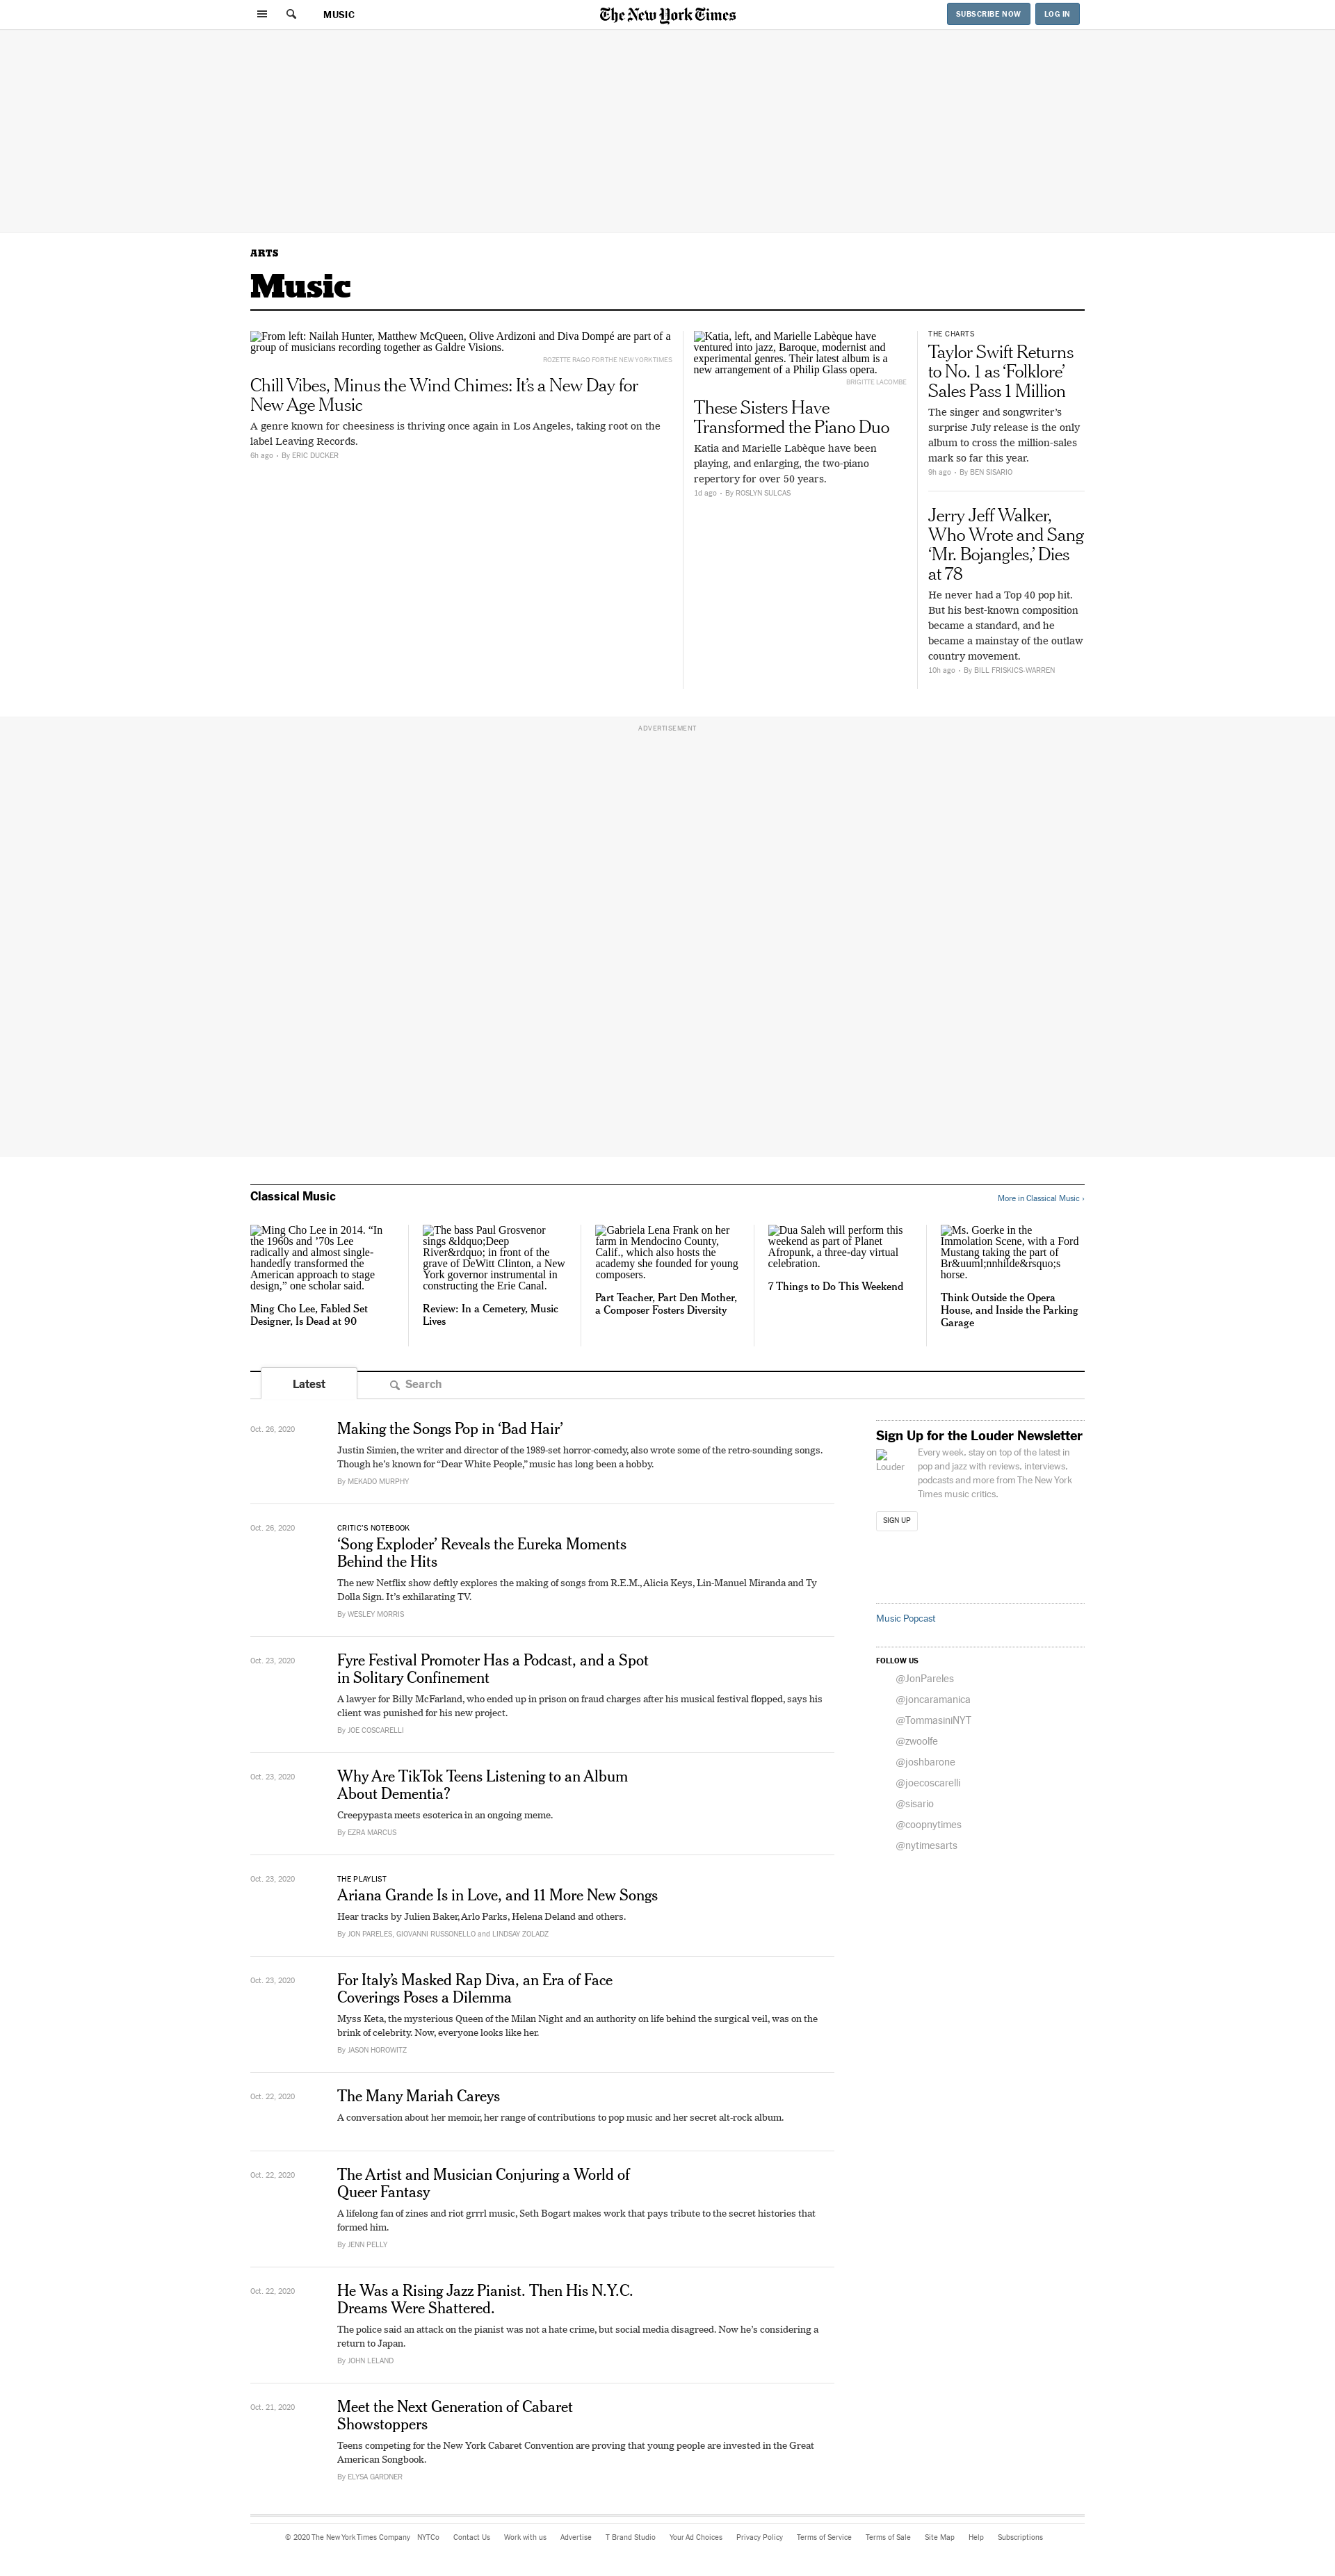 MUSIC
The New York Times
SUBSCRIBE NOW
LOG IN
ARTS
Music
From left: Nailah Hunter, Matthew McQueen, Olive Ardizoni and Diva Dompé are part of a
group of musicians recording together as Galdre Visions.
ROZETTE RAGO FOR THE NEW YORK TIMES
Chill Vibes, Minus the Wind Chimes: It’s a New Day for
New Age Music
A genre known for cheesiness is thriving once again in Los Angeles, taking root on the
label Leaving Records.
6h ago • By ERIC DUCKER
Katia, left, and Marielle Labèque have
ventured into jazz, Baroque, modernist and
experimental genres. Their latest album is a
new arrangement of a Philip Glass opera.
BRIGITTE LACOMBE
These Sisters Have
Transformed the Piano Duo
Katia and Marielle Labèque have been
playing, and enlarging, the two-piano
repertory for over 50 years.
1d ago • By ROSLYN SULCAS
THE CHARTS
Taylor Swift Returns
to No. 1 as ‘Folklore’
Sales Pass 1 Million
The singer and songwriter’s
surprise July release is the only
album to cross the million-sales
mark so far this year.
9h ago • By BEN SISARIO
Jerry Jeff Walker,
Who Wrote and Sang
‘Mr. Bojangles,’ Dies
at 78
He never had a Top 40 pop hit.
But his best-known composition
became a standard, and he
became a mainstay of the outlaw
country movement.
10h ago • By BILL FRISKICS-WARREN
ADVERTISEMENT
Classical Music
More in Classical Music ›
Ming Cho Lee in 2014. “In
the 1960s and ’70s Lee
radically and almost single-
handedly transformed the
American approach to stage
design,” one scholar said.
Ming Cho Lee, Fabled Set
Designer, Is Dead at 90
The bass Paul Grosvenor
sings &ldquo;Deep
River&rdquo; in front of the
grave of DeWitt Clinton, a New
York governor instrumental in
constructing the Erie Canal.
Review: In a Cemetery, Music
Lives
Gabriela Lena Frank on her
farm in Mendocino County,
Calif., which also hosts the
academy she founded for young
composers.
Part Teacher, Part Den Mother,
a Composer Fosters Diversity
Dua Saleh will perform this
weekend as part of Planet
Afropunk, a three-day virtual
celebration.
7 Things to Do This Weekend
Ms. Goerke in the
Immolation Scene, with a Ford
Mustang taking the part of
Br&uuml;nnhilde&rsquo;s
horse.
Think Outside the Opera
House, and Inside the Parking
Garage
Latest
Search
Oct. 26, 2020
Making the Songs Pop in ‘Bad Hair’
Justin Simien, the writer and director of the 1989-set horror-comedy, also wrote some of the retro-sounding songs.
Though he’s known for “Dear White People,” music has long been a hobby.
By MEKADO MURPHY
Oct. 26, 2020
CRITIC’S NOTEBOOK
‘Song Exploder’ Reveals the Eureka Moments
Behind the Hits
The new Netflix show deftly explores the making of songs from R.E.M., Alicia Keys, Lin-Manuel Miranda and Ty
Dolla Sign. It’s exhilarating TV.
By WESLEY MORRIS
Oct. 23, 2020
Fyre Festival Promoter Has a Podcast, and a Spot
in Solitary Confinement
A lawyer for Billy McFarland, who ended up in prison on fraud charges after his musical festival flopped, says his
client was punished for his new project.
By JOE COSCARELLI
Oct. 23, 2020
Why Are TikTok Teens Listening to an Album
About Dementia?
Creepypasta meets esoterica in an ongoing meme.
By EZRA MARCUS
Oct. 23, 2020
THE PLAYLIST
Ariana Grande Is in Love, and 11 More New Songs
Hear tracks by Julien Baker, Arlo Parks, Helena Deland and others.
By JON PARELES, GIOVANNI RUSSONELLO and LINDSAY ZOLADZ
Oct. 23, 2020
For Italy’s Masked Rap Diva, an Era of Face
Coverings Poses a Dilemma
Myss Keta, the mysterious Queen of the Milan Night and an authority on life behind the surgical veil, was on the
brink of celebrity. Now, everyone looks like her.
By JASON HOROWITZ
Oct. 22, 2020
The Many Mariah Careys
A conversation about her memoir, her range of contributions to pop music and her secret alt-rock album.
Oct. 22, 2020
The Artist and Musician Conjuring a World of
Queer Fantasy
A lifelong fan of zines and riot grrrl music, Seth Bogart makes work that pays tribute to the secret histories that
formed him.
By JENN PELLY
Oct. 22, 2020
He Was a Rising Jazz Pianist. Then His N.Y.C.
Dreams Were Shattered.
The police said an attack on the pianist was not a hate crime, but social media disagreed. Now he’s considering a
return to Japan.
By JOHN LELAND
Oct. 21, 2020
Meet the Next Generation of Cabaret
Showstoppers
Teens competing for the New York Cabaret Convention are proving that young people are invested in the Great
American Songbook.
By ELYSA GARDNER
Sign Up for the Louder Newsletter
Louder
Every week, stay on top of the latest in
pop and jazz with reviews, interviews,
podcasts and more from The New York
Times music critics.
SIGN UP
Music Popcast
FOLLOW US
@JonPareles
@joncaramanica
@TommasiniNYT
@zwoolfe
@joshbarone
@joecoscarelli
@sisario
@coopnytimes
@nytimesarts
© 2020 The New York Times Company NYTCo Contact Us Work with us Advertise T Brand Studio Your Ad Choices Privacy Policy Terms of Service Terms of Sale Site Map Help Subscriptions